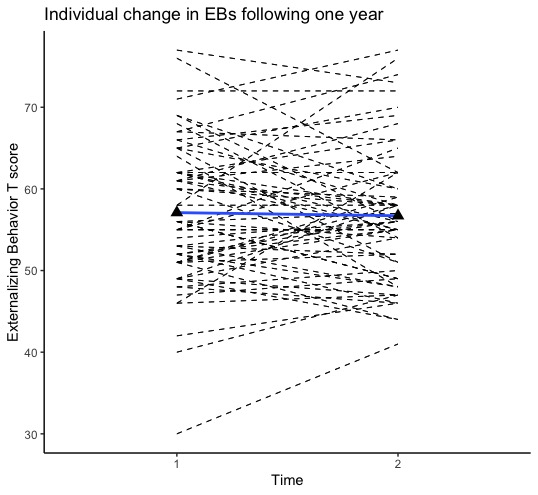 Individual change in EBs following one year
Externalizing Behavior T score
70
60
50
40
30
1 2
Time